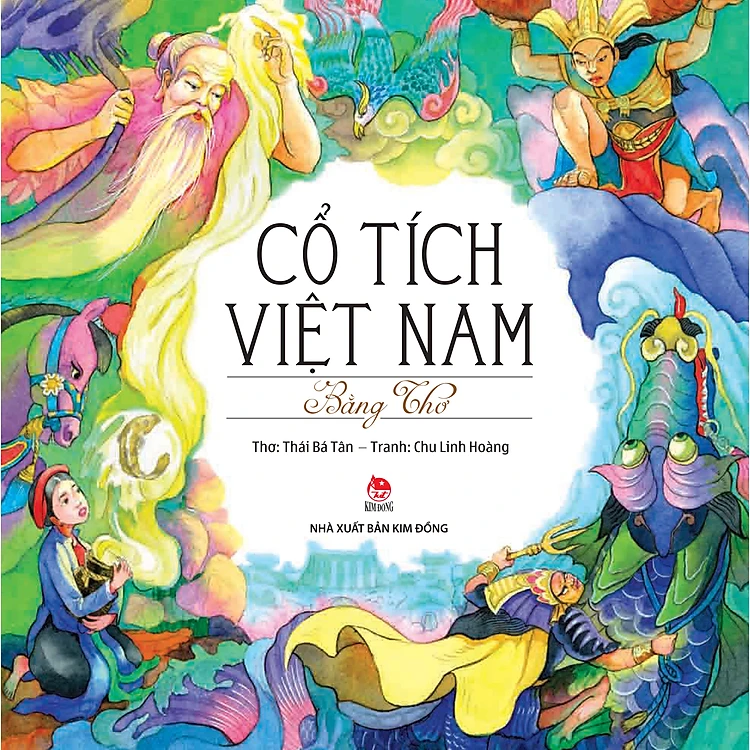 CỔ TÍCH
VIỆT NAM
Bằng Thơ
Thơ: Thái Bá Tân – Tranh: Chu Linh Hoàng
KIM ĐỒNG
NHÀ XUẤT BẢN KIM ĐỒNG